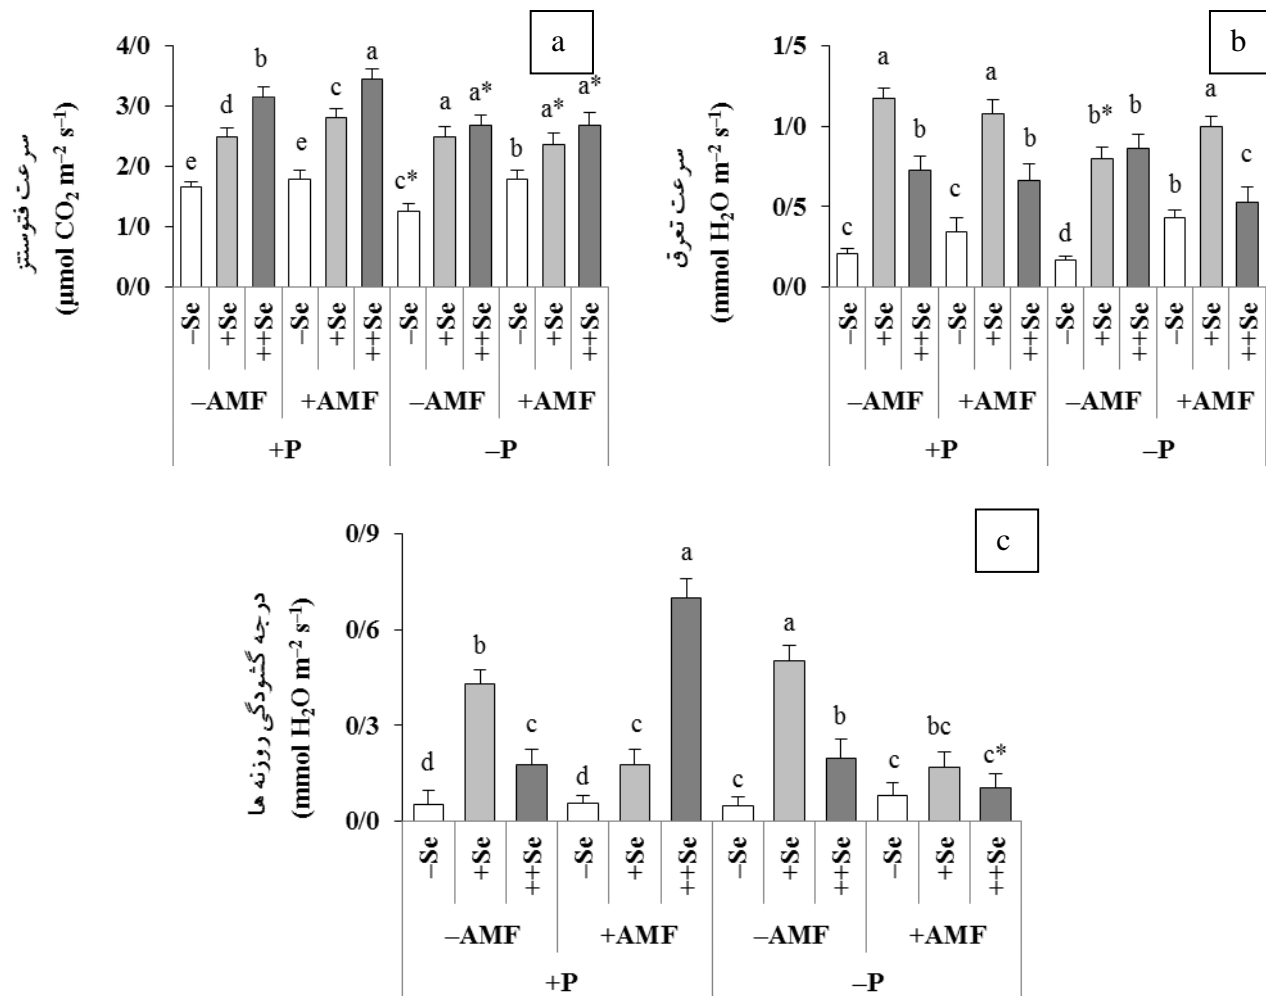 a
سرعت فتوسنتز
(µmol CO₂ m⁻² s⁻¹)
4/0
3/0
2/0
1/0
0/0
e d b e c a c* a a* b a* a*
–Se +Se ++Se –Se +Se ++Se –Se +Se ++Se –Se +Se ++Se
–AMF +AMF –AMF +AMF
+P –P
b
سرعت تعرق
(mmol H₂O m⁻² s⁻¹)
1/5
1/0
0/5
0/0
c a b c a b d b* b b a c
–Se +Se ++Se –Se +Se ++Se –Se +Se ++Se –Se +Se ++Se
–AMF +AMF –AMF +AMF
+P –P
c
درجه گشودگی روزنه ها
(mmol H₂O m⁻² s⁻¹)
0/9
0/6
0/3
0/0
d b c d c a c a b c bc c*
–Se +Se ++Se –Se +Se ++Se –Se +Se ++Se –Se +Se ++Se
–AMF +AMF –AMF +AMF
+P –P